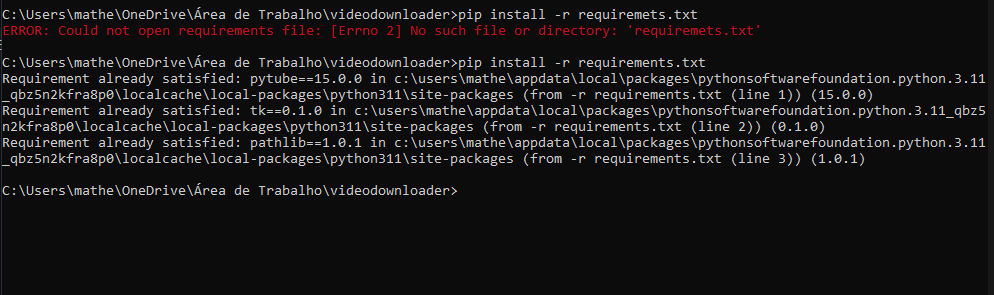 C:\Users\mathe\OneDrive\Área de Trabalho\videodownloader>pip install -r requiremets.txt
ERROR: Could not open requirements file: [Errno 2] No such file or directory: 'requiremets.txt'
C:\Users\mathe\OneDrive\Área de Trabalho\videodownloader>pip install -r requirements.txt
Requirement already satisfied: pytube==15.0.0 in c:\users\mathe\appdata\local\packages\pythonsoftwarefoundation.python.3.11
_qbz5n2kfra8p0\localcache\local-packages\python311\site-packages (from -r requirements.txt (line 1)) (15.0.0)
Requirement already satisfied: tk==0.1.0 in c:\users\mathe\appdata\local\packages\pythonsoftwarefoundation.python.3.11_qbz5
n2kfra8p0\localcache\local-packages\python311\site-packages (from -r requirements.txt (line 2)) (0.1.0)
Requirement already satisfied: pathlib==1.0.1 in c:\users\mathe\appdata\local\packages\pythonsoftwarefoundation.python.3.11
_qbz5n2kfra8p0\localcache\local-packages\python311\site-packages (from -r requirements.txt (line 3)) (1.0.1)
C:\Users\mathe\OneDrive\Área de Trabalho\videodownloader>